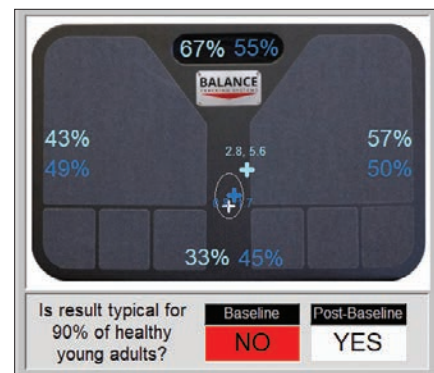 67% 55%
BALANCE
TRACKING SYSTEMS
43% 57%
49% 50%
2.8, 5.6
33% 45%
Is result typical for
90% of healthy
young adults?
Baseline
NO
Post-Baseline
YES